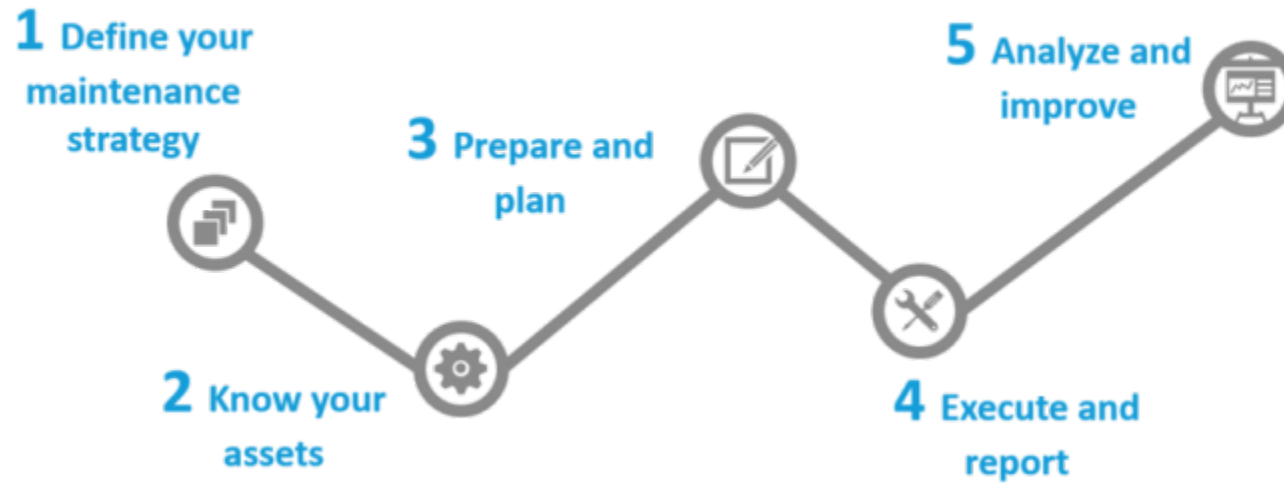 1 Define your
maintenance
strategy
2 Know your
assets
3 Prepare and
plan
4 Execute and
report
5 Analyze and
improve